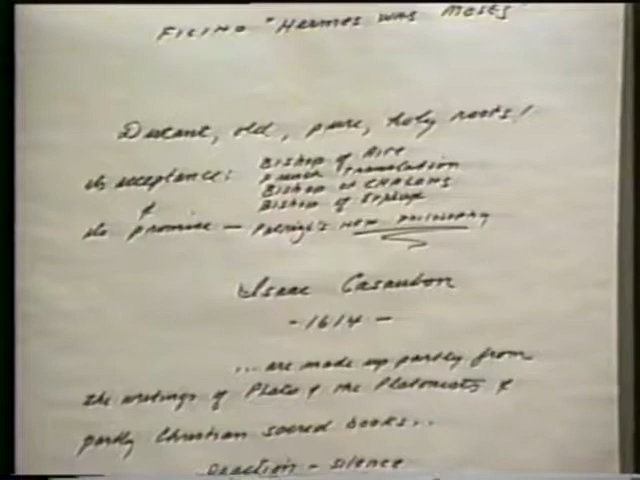 FICINO "HERMES WAS MOSES"
Distant, old, pure, holy roots!
its acceptance: BISHOP OF AIRE
FRENCH TRANSLATION
BISHOP OF CHALONS
BISHOP OF
&
its promise — NEW PHILOSOPHY
Isaac Casaubon
- 1614 -
... are made up partly from
the writings of Plato & the Platonists &
partly Christian sacred books...
Reaction - silence